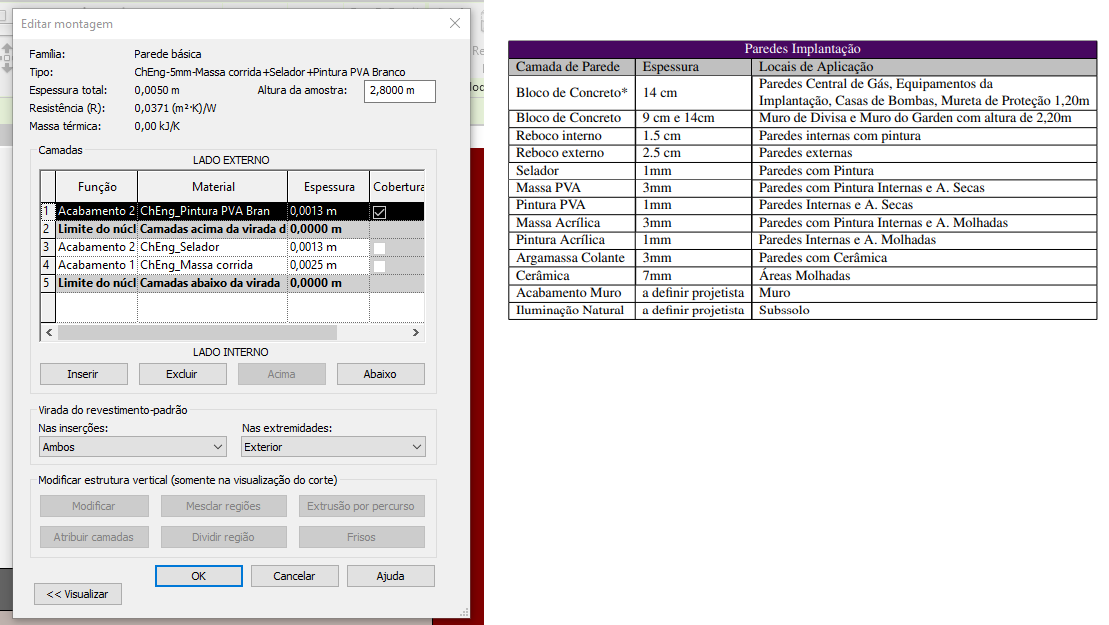 Editar montagem
Família: Parede básica
Tipo: ChEng-5mm-Massa corrida+Selador+Pintura PVA Branco
Espessura total: 0,0050 m Altura da amostra: 2,8000 m
Resistência (R): 0,0371 (m²·K)/W
Massa térmica: 0,00 kJ/K
Camadas
LADO EXTERNO
Função Material Espessura Cobertura
1 Acabamento 2 ChEng_Pintura PVA Bran 0,0013 m
2 Limite do núcl Camadas acima da virada d 0,0000 m
3 Acabamento 2 ChEng_Selador 0,0013 m
4 Acabamento 1 ChEng_Massa corrida 0,0025 m
5 Limite do núcl Camadas abaixo da virada 0,0000 m
LADO INTERNO
Inserir Excluir Acima Abaixo
Virada do revestimento-padrão
Nas inserções: Nas extremidades:
Ambos Exterior
Modificar estrutura vertical (somente na visualização do corte)
Modificar Mesclar regiões Extrusão por percurso
Atribuir camadas Dividir região Frisos
OK Cancelar Ajuda
<< Visualizar
Paredes Implantação
Camada de Parede Espessura Locais de Aplicação
Bloco de Concreto* 14 cm Paredes Central de Gás, Equipamentos da
Implantação, Casas de Bombas, Mureta de Proteção 1,20m
Bloco de Concreto 9 cm e 14cm Muro de Divisa e Muro do Garden com altura de 2,20m
Reboco interno 1.5 cm Paredes internas com pintura
Reboco externo 2.5 cm Paredes externas
Selador 1mm Paredes com Pintura
Massa PVA 3mm Paredes com Pintura Internas e A. Secas
Pintura PVA 1mm Paredes Internas e A. Secas
Massa Acrílica 3mm Paredes com Pintura Internas e A. Molhadas
Pintura Acrílica 1mm Paredes Internas e A. Molhadas
Argamassa Colante 3mm Paredes com Cerâmica
Cerâmica 7mm Áreas Molhadas
Acabamento Muro a definir projetista Muro
Iluminação Natural a definir projetista Subssolo